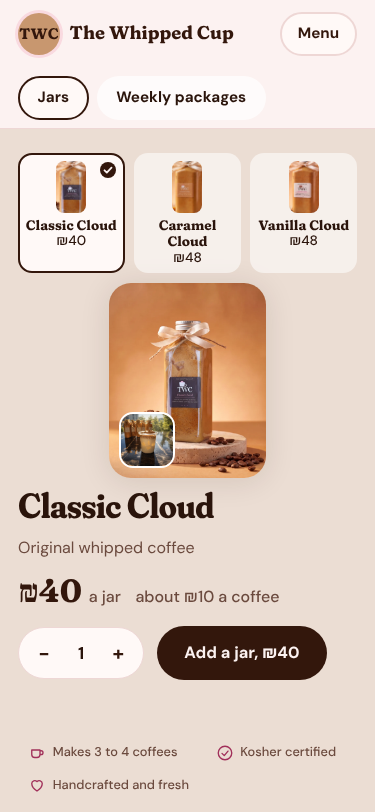 TWC
The Whipped Cup
Menu
Jars
Weekly packages
Classic Cloud
₪40
Caramel
Cloud
₪48
Vanilla Cloud
₪48
TWC
Classic Cloud
Original whipped coffee
₪40 a jar about ₪10 a coffee
− 1 +
Add a jar, ₪40
Makes 3 to 4 coffees
Kosher certified
Handcrafted and fresh